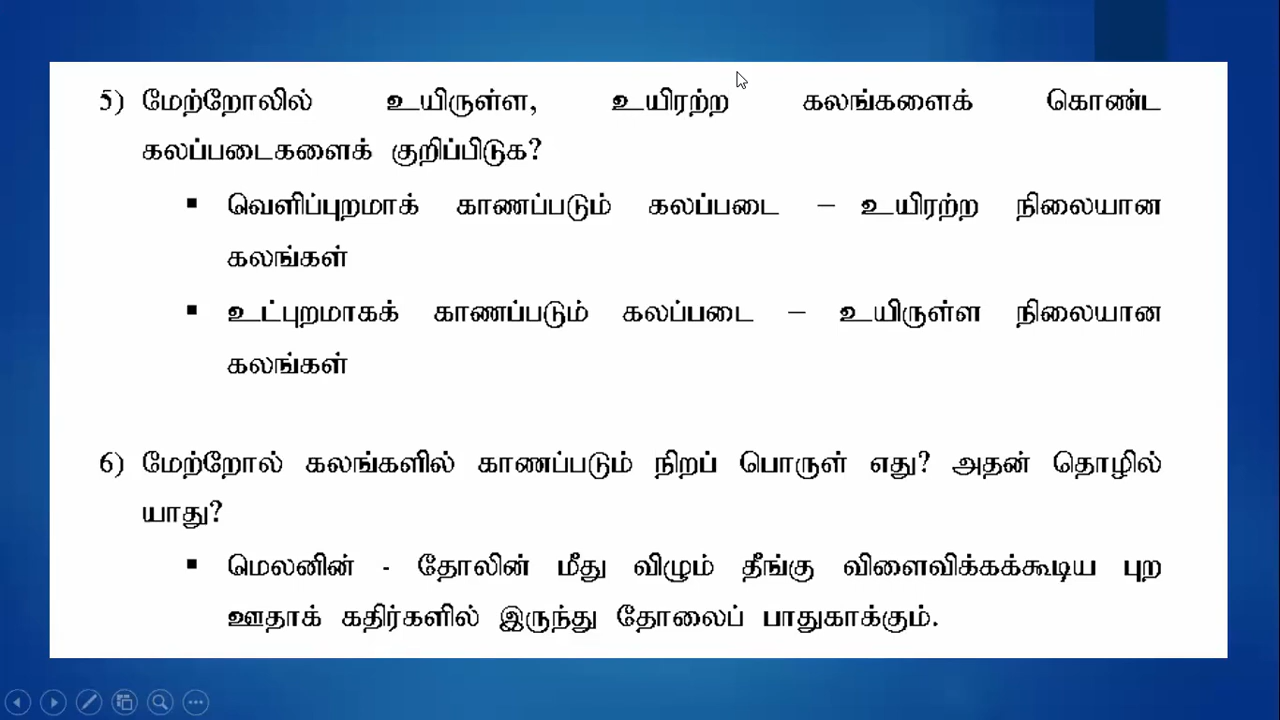 5) மேற்றோலில் உயிருள்ள, உயிரற்ற கலங்களைக் கொண்ட
கலப்படைகளைக் குறிப்பிடுக?
▪ வெளிப்புறமாக் காணப்படும் கலப்படை – உயிரற்ற நிலையான
கலங்கள்
▪ உட்புறமாகக் காணப்படும் கலப்படை – உயிருள்ள நிலையான
கலங்கள்
6) மேற்றோல் கலங்களில் காணப்படும் நிறப் பொருள் எது? அதன் தொழில்
யாது?
▪ மெலனின் - தோலின் மீது விழும் தீங்கு விளைவிக்கக்கூடிய புற
ஊதாக் கதிர்களில் இருந்து தோலைப் பாதுகாக்கும்.